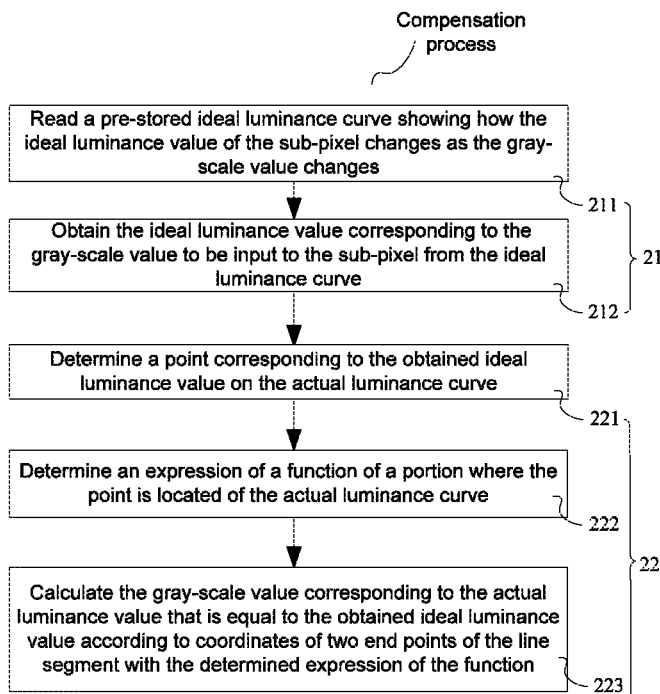 Compensation
process
Read a pre-stored ideal luminance curve showing how the
ideal luminance value of the sub-pixel changes as the gray-
scale value changes
211
Obtain the ideal luminance value corresponding to the
gray-scale value to be input to the sub-pixel from the ideal
luminance curve
21
212
Determine a point corresponding to the obtained ideal
luminance value on the actual luminance curve
221
Determine an expression of a function of a portion where the
point is located of the actual luminance curve
222
22
Calculate the gray-scale value corresponding to the actual
luminance value that is equal to the obtained ideal luminance
value according to coordinates of two end points of the line
segment with the determined expression of the function
223